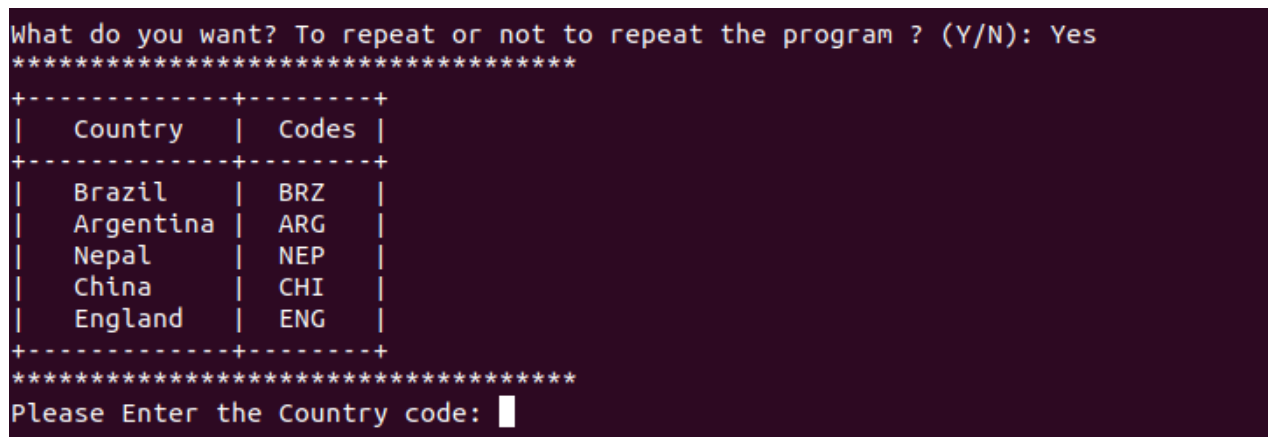 What do you want? To repeat or not to repeat the program ? (Y/N): Yes
************************************
+-------------+--------+
|   Country   |  Codes |
+-------------+--------+
|   Brazil    |  BRZ   |
|   Argentina |  ARG   |
|   Nepal     |  NEP   |
|   China     |  CHI   |
|   England   |  ENG   |
+-------------+--------+
************************************
Please Enter the Country code: